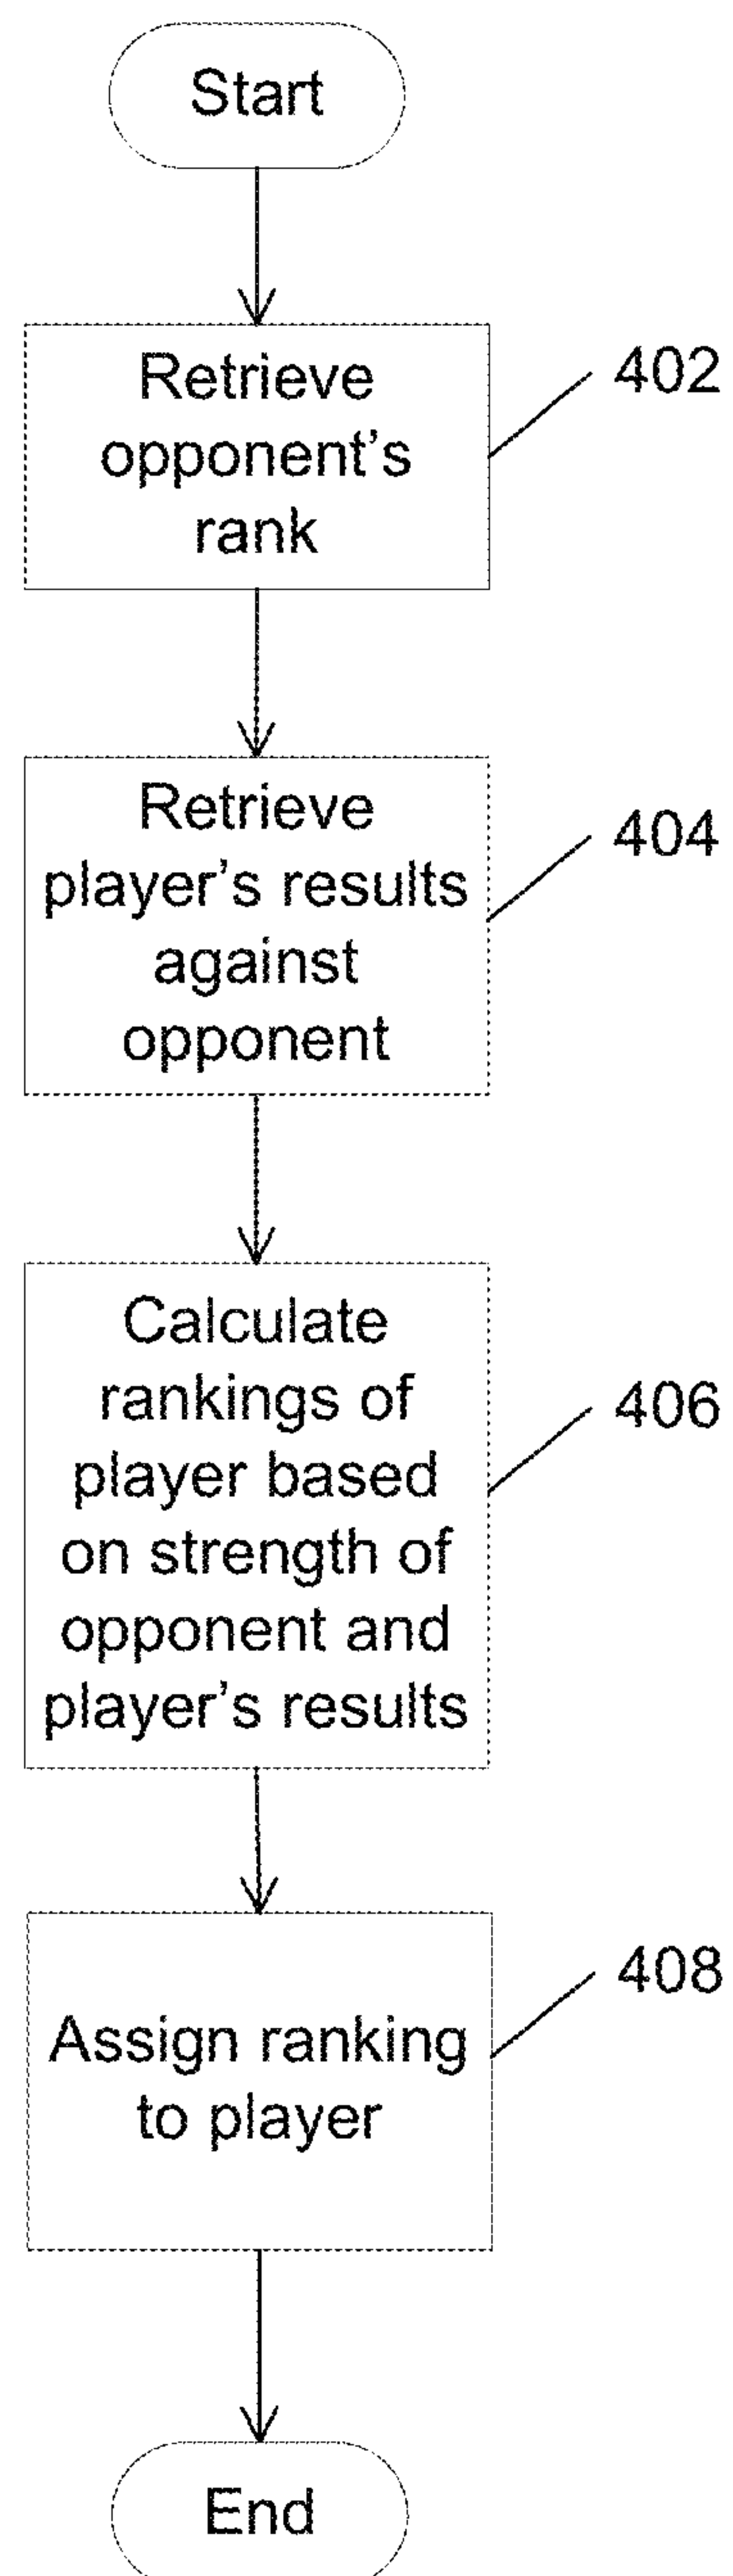 Start
Retrieve
opponent's
rank
402
Retrieve
player's results
against
opponent
404
Calculate
rankings of
player based
on strength of
opponent and
player's results
406
Assign ranking
to player
408
End